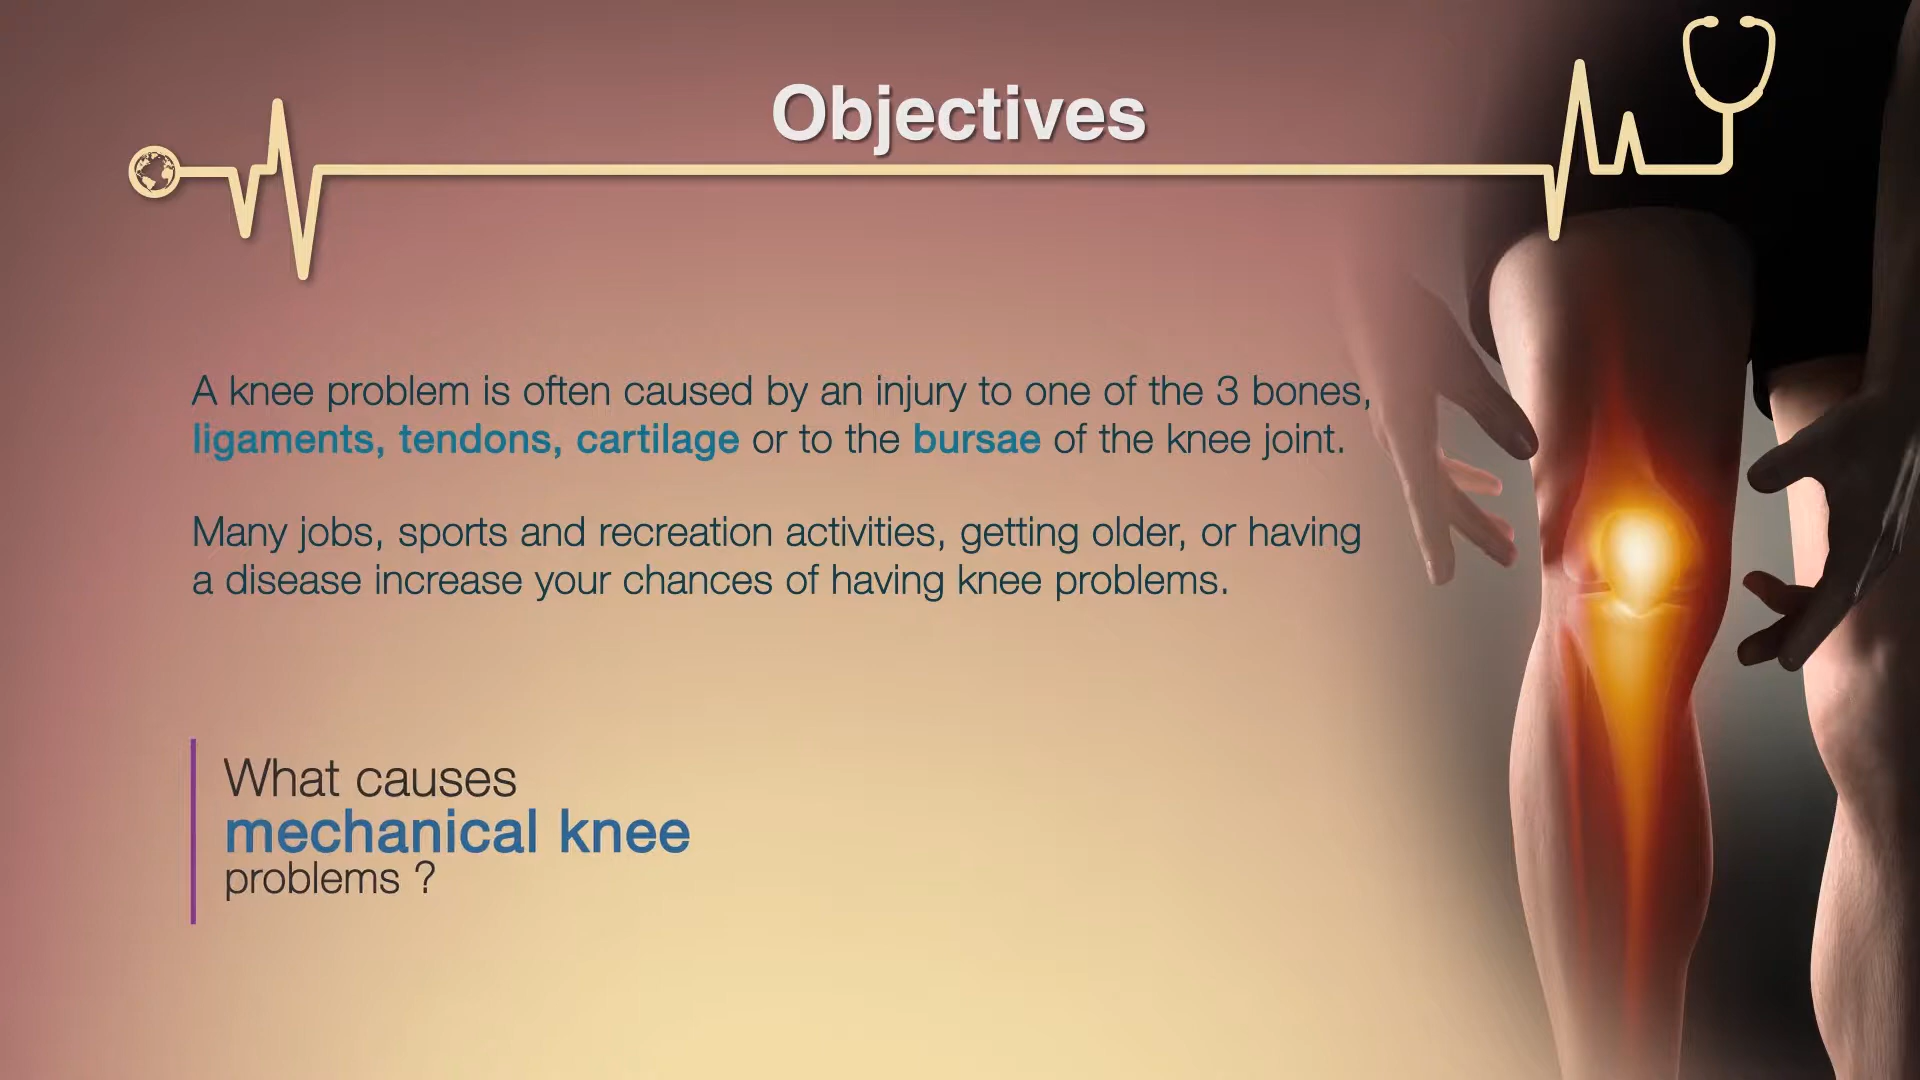 Objectives
A knee problem is often caused by an injury to one of the 3 bones,
ligaments, tendons, cartilage or to the bursae of the knee joint.
Many jobs, sports and recreation activities, getting older, or having
a disease increase your chances of having knee problems.
What causes
mechanical knee
problems ?